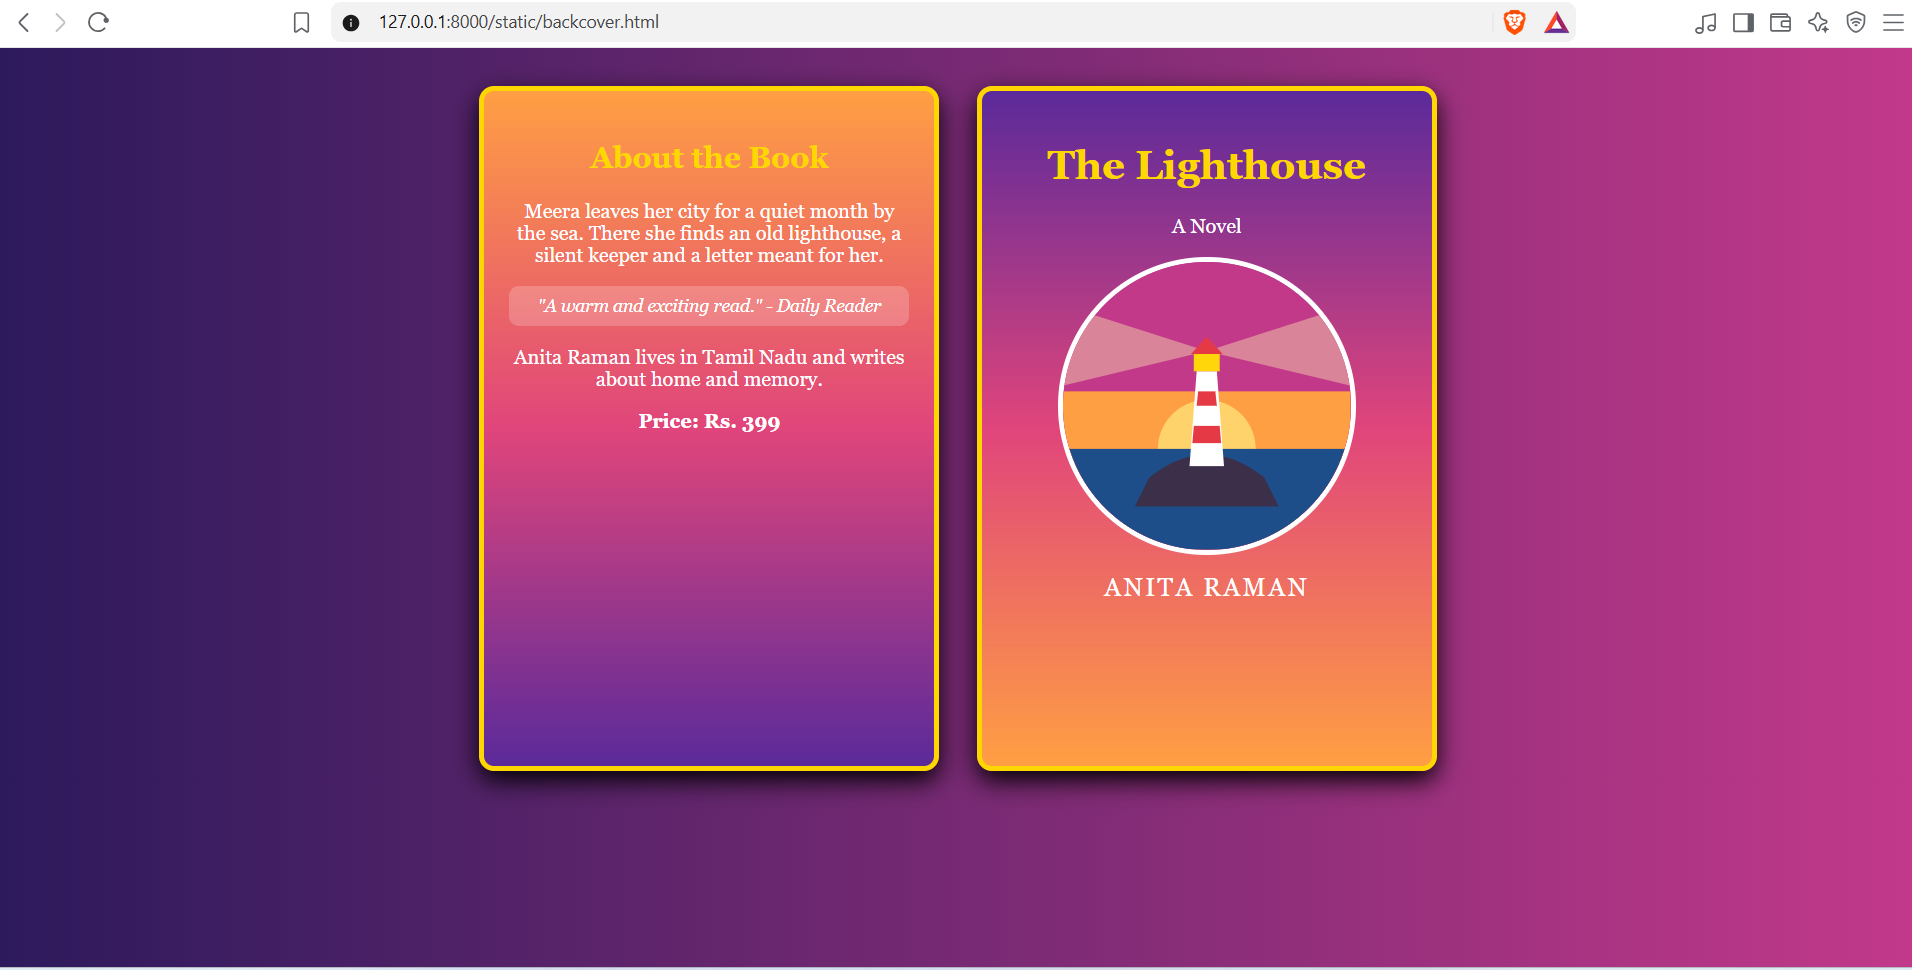 127.0.0.1:8000/static/backcover.html
About the Book
Meera leaves her city for a quiet month by
the sea. There she finds an old lighthouse, a
silent keeper and a letter meant for her.
"A warm and exciting read." - Daily Reader
Anita Raman lives in Tamil Nadu and writes
about home and memory.
Price: Rs. 399
The Lighthouse
A Novel
ANITA RAMAN